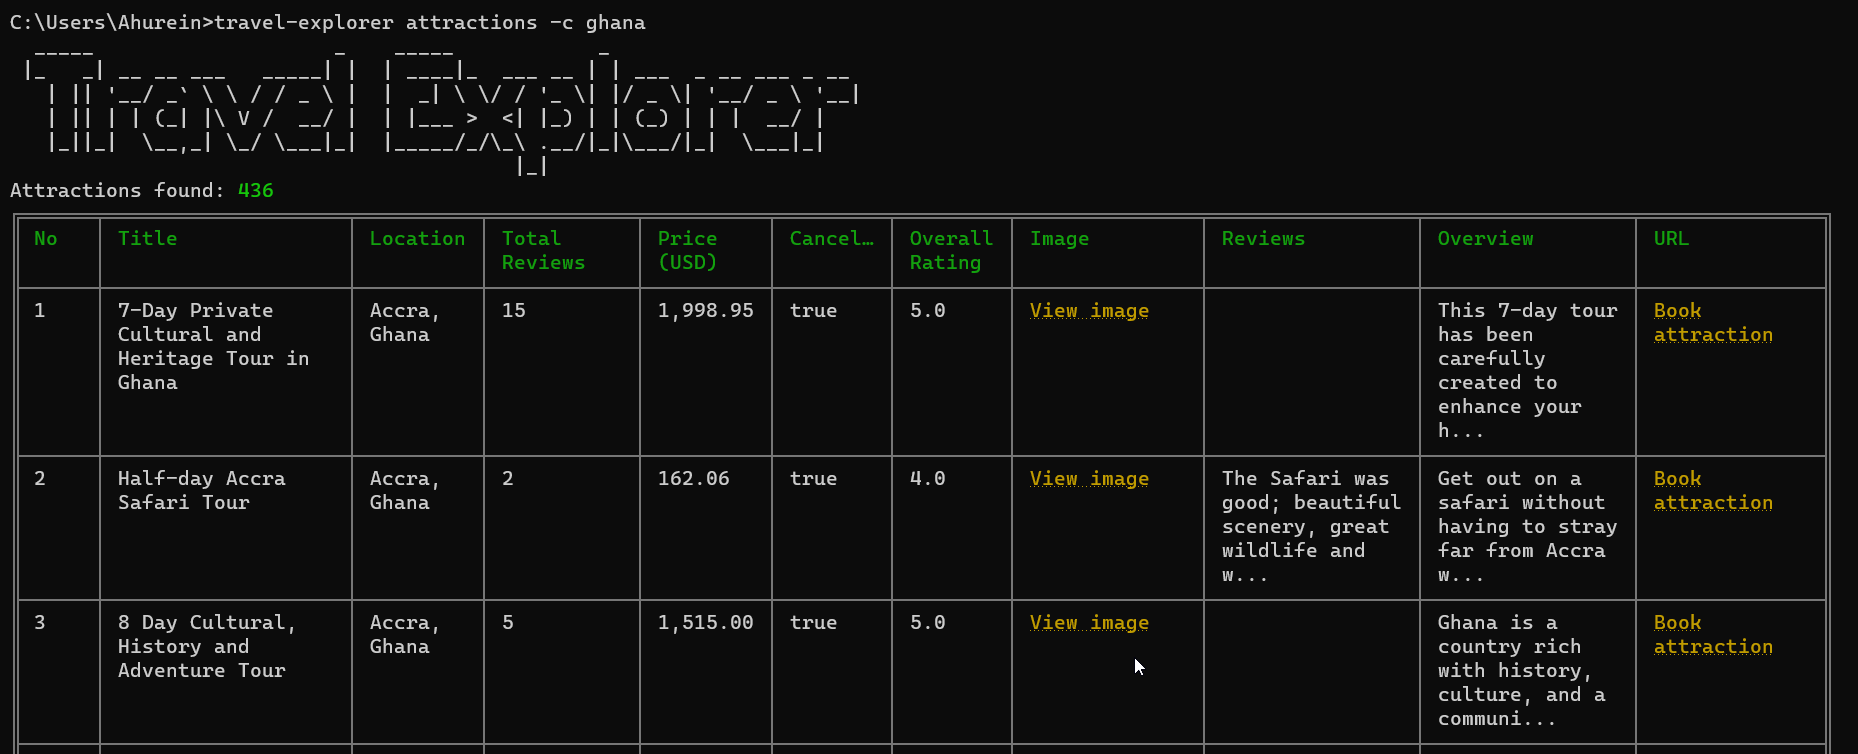 C:\Users\Ahurein>travel-explorer attractions -c ghana
Travel Explorer
Attractions found: 436
No Title Location Total Reviews Price (USD) Cancel… Overall Rating Image Reviews Overview URL
1
7-Day Private
Cultural and
Heritage Tour in
Ghana
Accra,
Ghana
15
1,998.95
true
5.0
View image
This 7-day tour
has been
carefully
created to
enhance your
h...
Book
attraction
2
Half-day Accra
Safari Tour
Accra,
Ghana
2
162.06
true
4.0
View image
The Safari was
good; beautiful
scenery, great
wildlife and
w...
Get out on a
safari without
having to stray
far from Accra
w...
Book
attraction
3
8 Day Cultural,
History and
Adventure Tour
Accra,
Ghana
5
1,515.00
true
5.0
View image
Ghana is a
country rich
with history,
culture, and a
communi...
Book
attraction